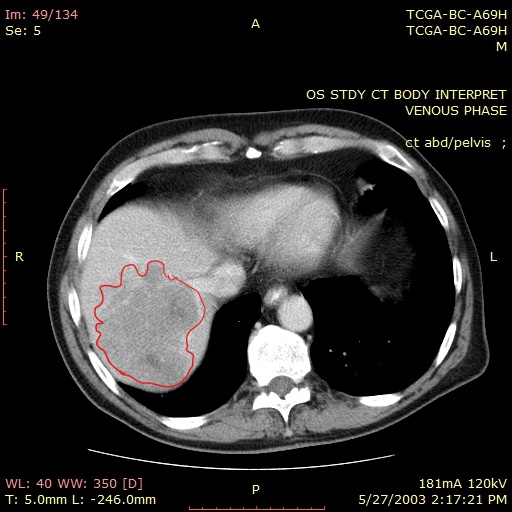 Im: 49/134
Se: 5
A
TCGA-BC-A69H
TCGA-BC-A69H
M
OS STDY CT BODY INTERPRET
VENOUS PHASE
ct abd/pelvis ;
R
L
WL: 40 WW: 350 [D]
T: 5.0mm L: -246.0mm
P
181mA 120kV
5/27/2003 2:17:21 PM